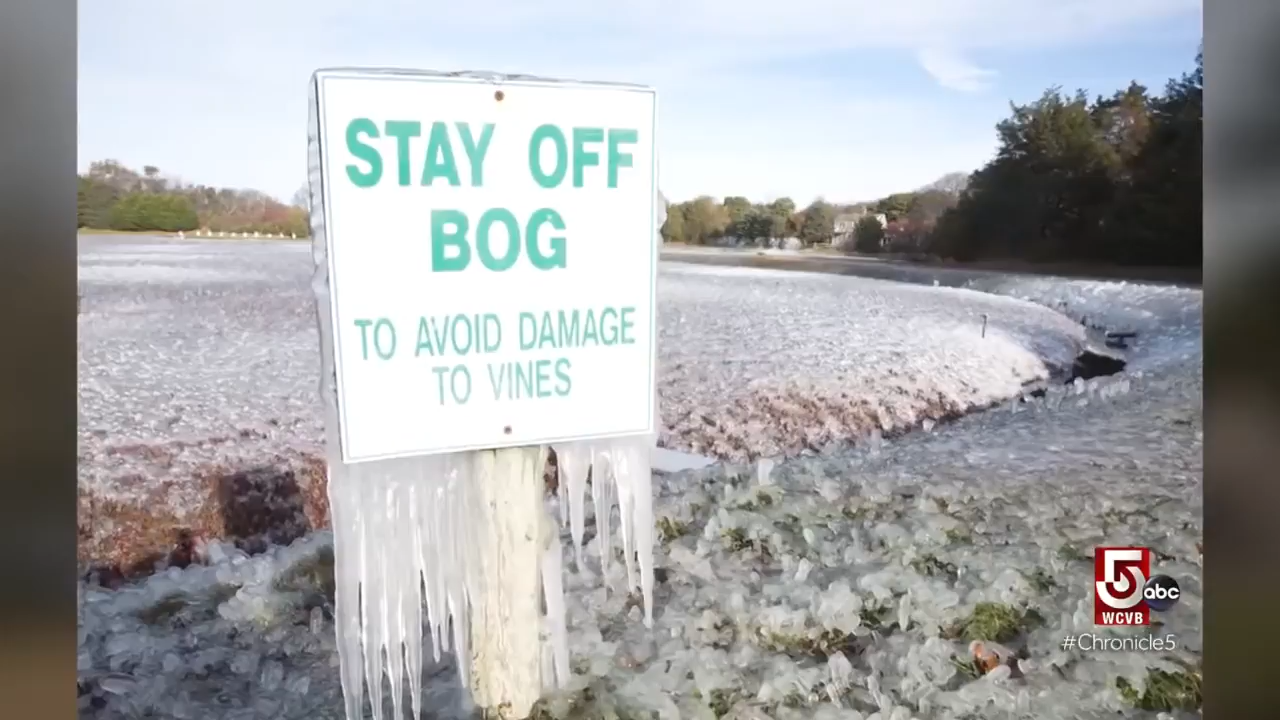 STAY OFF
BOG
TO AVOID DAMAGE
TO VINES
5 abc
WCVB
#Chronicle5